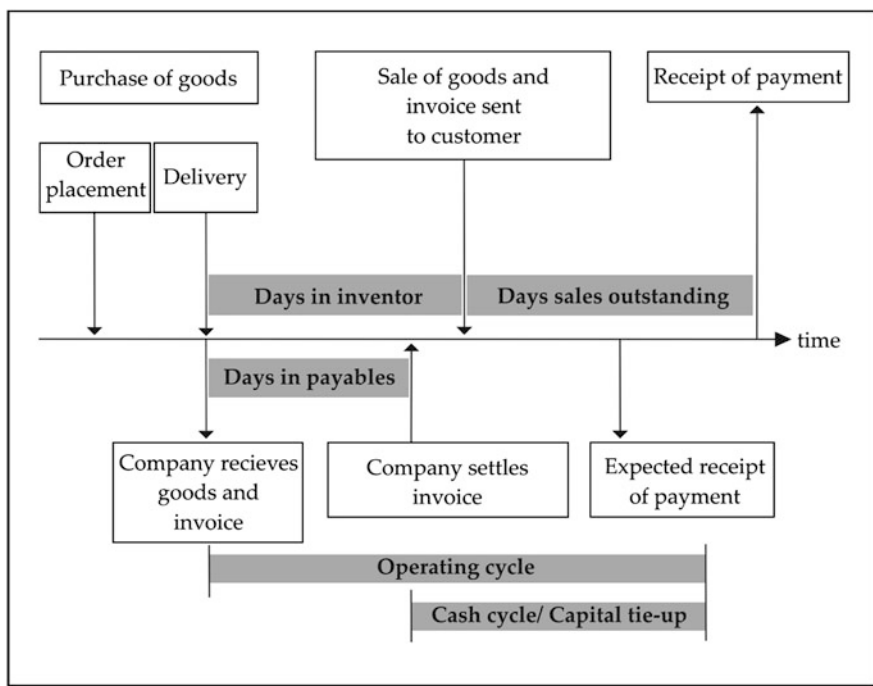 Purchase of goods
Sale of goods and
invoice sent
to customer
Receipt of payment
Order
placement
Delivery
Days in inventor
Days sales outstanding
time
Days in payables
Company recieves
goods and
invoice
Company settles
invoice
Expected receipt
of payment
Operating cycle
Cash cycle/ Capital tie-up